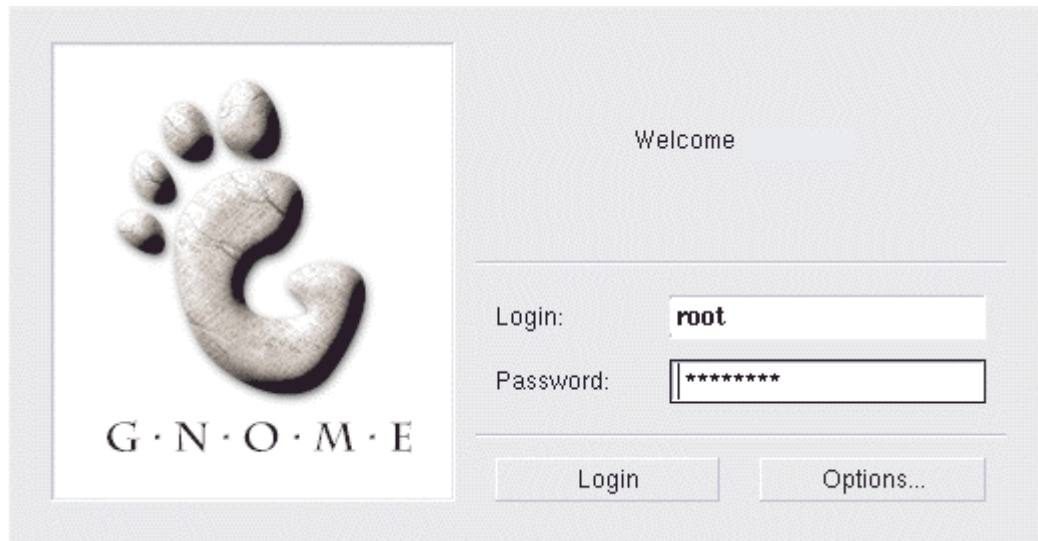 Welcome
Login: root
Password: ********
G·N·O·M·E
Login Options...